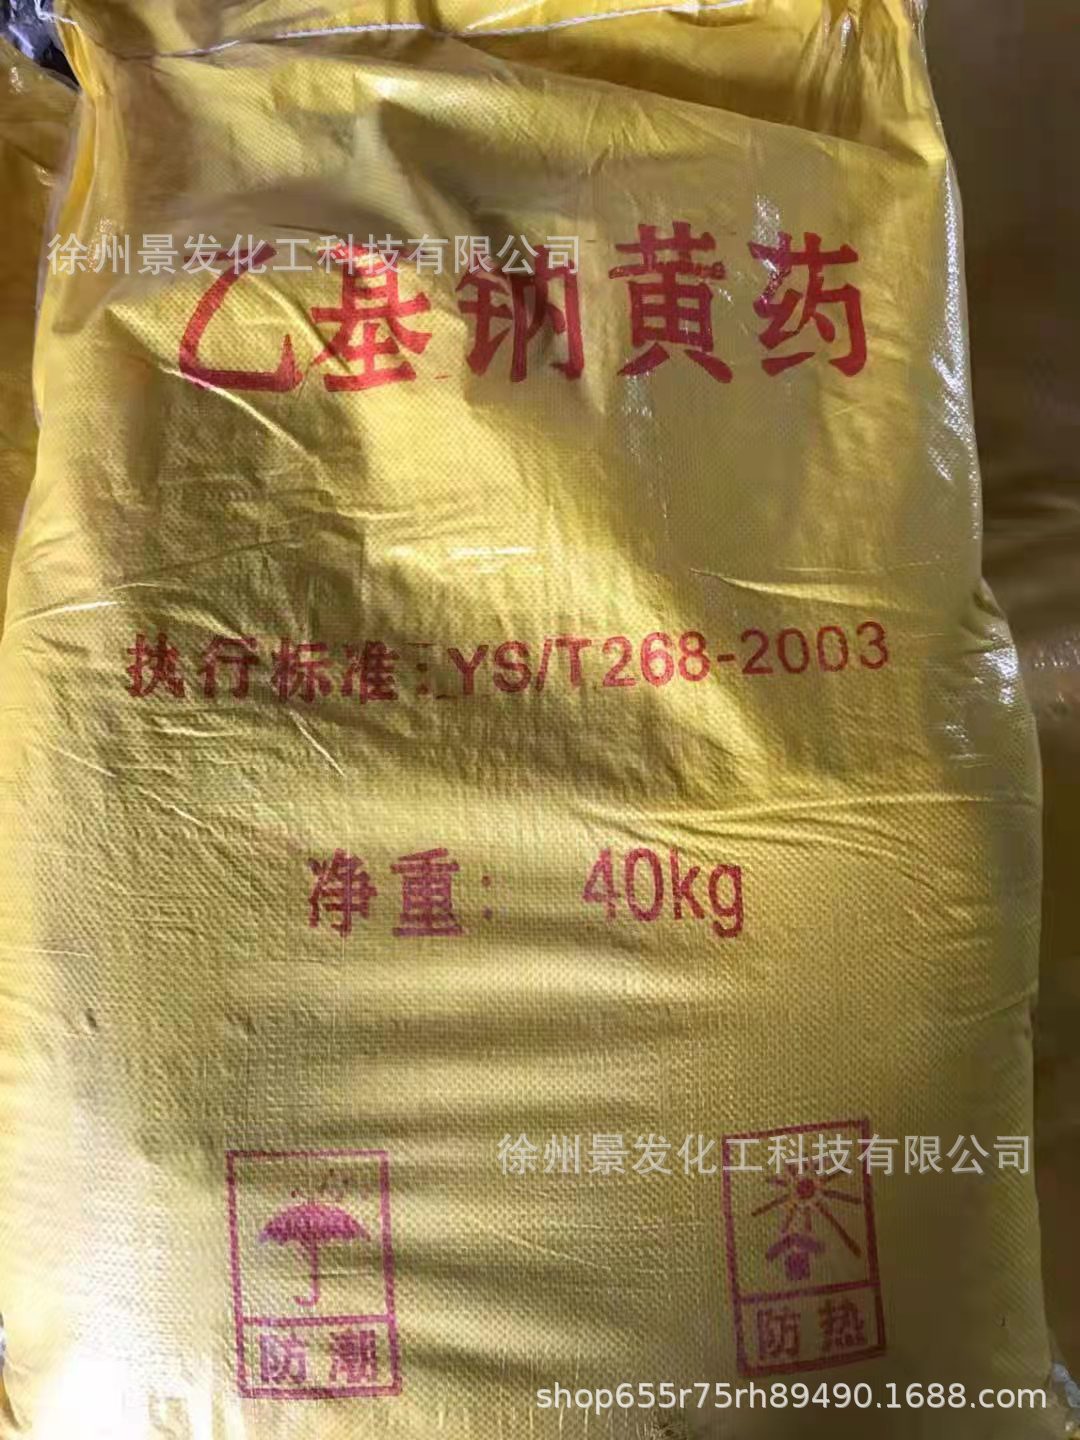 徐州景发化工科技有限公司
乙基钠黄药
执行标准:YS/T268-2003
净重: 40kg
徐州景发化工科技有限公司
防潮
防热
shop655r75rh89490.1688.com